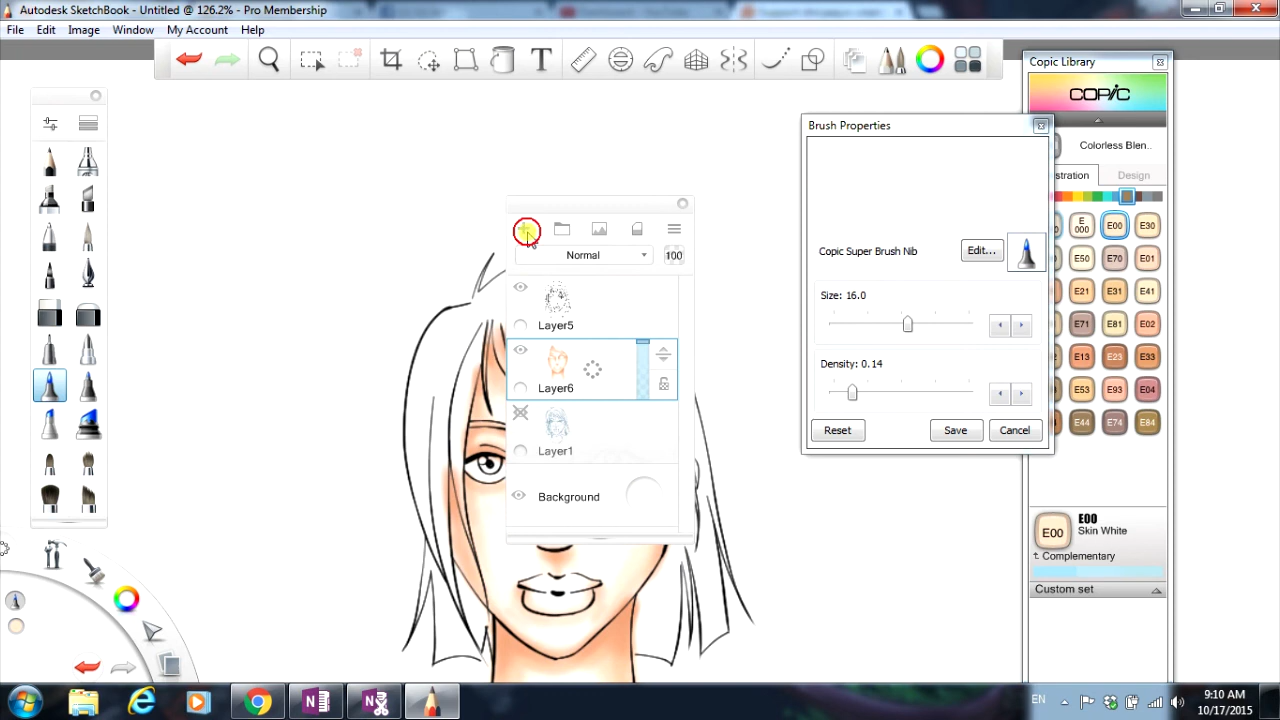 Autodesk SketchBook - Untitled @ 126.2% - Pro Membership
File Edit Image Window My Account Help
T
Copic Library
COPIC
Colorless Blen..
stration Design
E000 E00 E30
E50 E70 E01
E21 E31 E41
E71 E81 E02
E13 E23 E33
E53 E93 E04
E44 E74 E84
E00 E00
Skin White
Complementary
Custom set
Brush Properties
Copic Super Brush Nib Edit...
Size: 16.0
Density: 0.14
Reset Save Cancel
Normal 100
Layer5
Layer6
Layer1
Background
EN
9:10 AM
10/17/2015